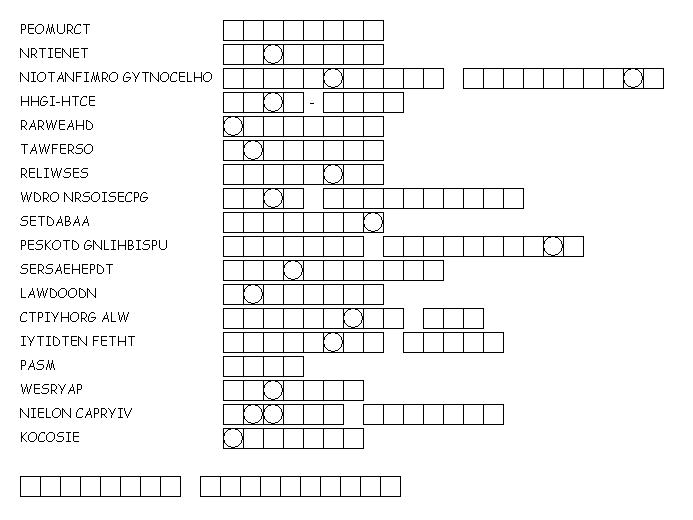 PEOMURCT
NRTIENET
NIOTANFIMRO GYTNOCELHO
HHGI-HTCE
-
RARWEAHD
TAWFERSO
RELIWSES
WDRO NRSOISECPG
SETDABAA
PESKOTD GNLIHBISPU
SERSAEHEPDT
LAWDOODN
CTPIYHORG ALW
IYTIDTEN FETHT
PASM
WESRYAP
NIELON CAPRYIV
KOCOSIE